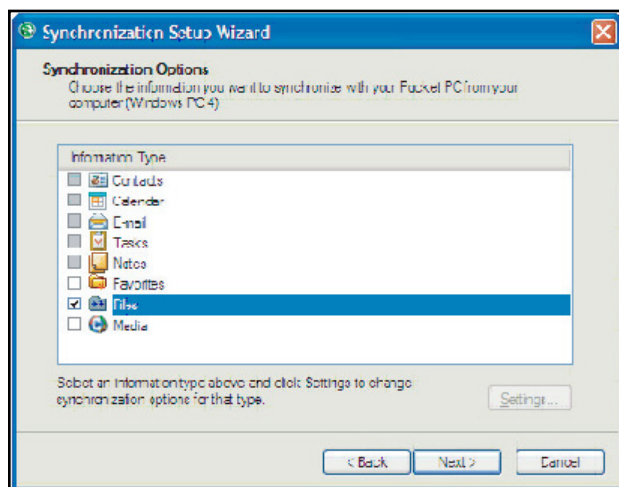 Synchronization Setup Wizard
Synchronization Options
Choose the information you want to synchronize with your Pocket PC from your
computer (Windows PC 4)
Information Type
Contacts
Calendar
E-mail
Tasks
Notes
Favorites
Files
Media
Select an information type above and click Settings to change
synchronization options for that type.
Settings...
< Back
Next >
Cancel